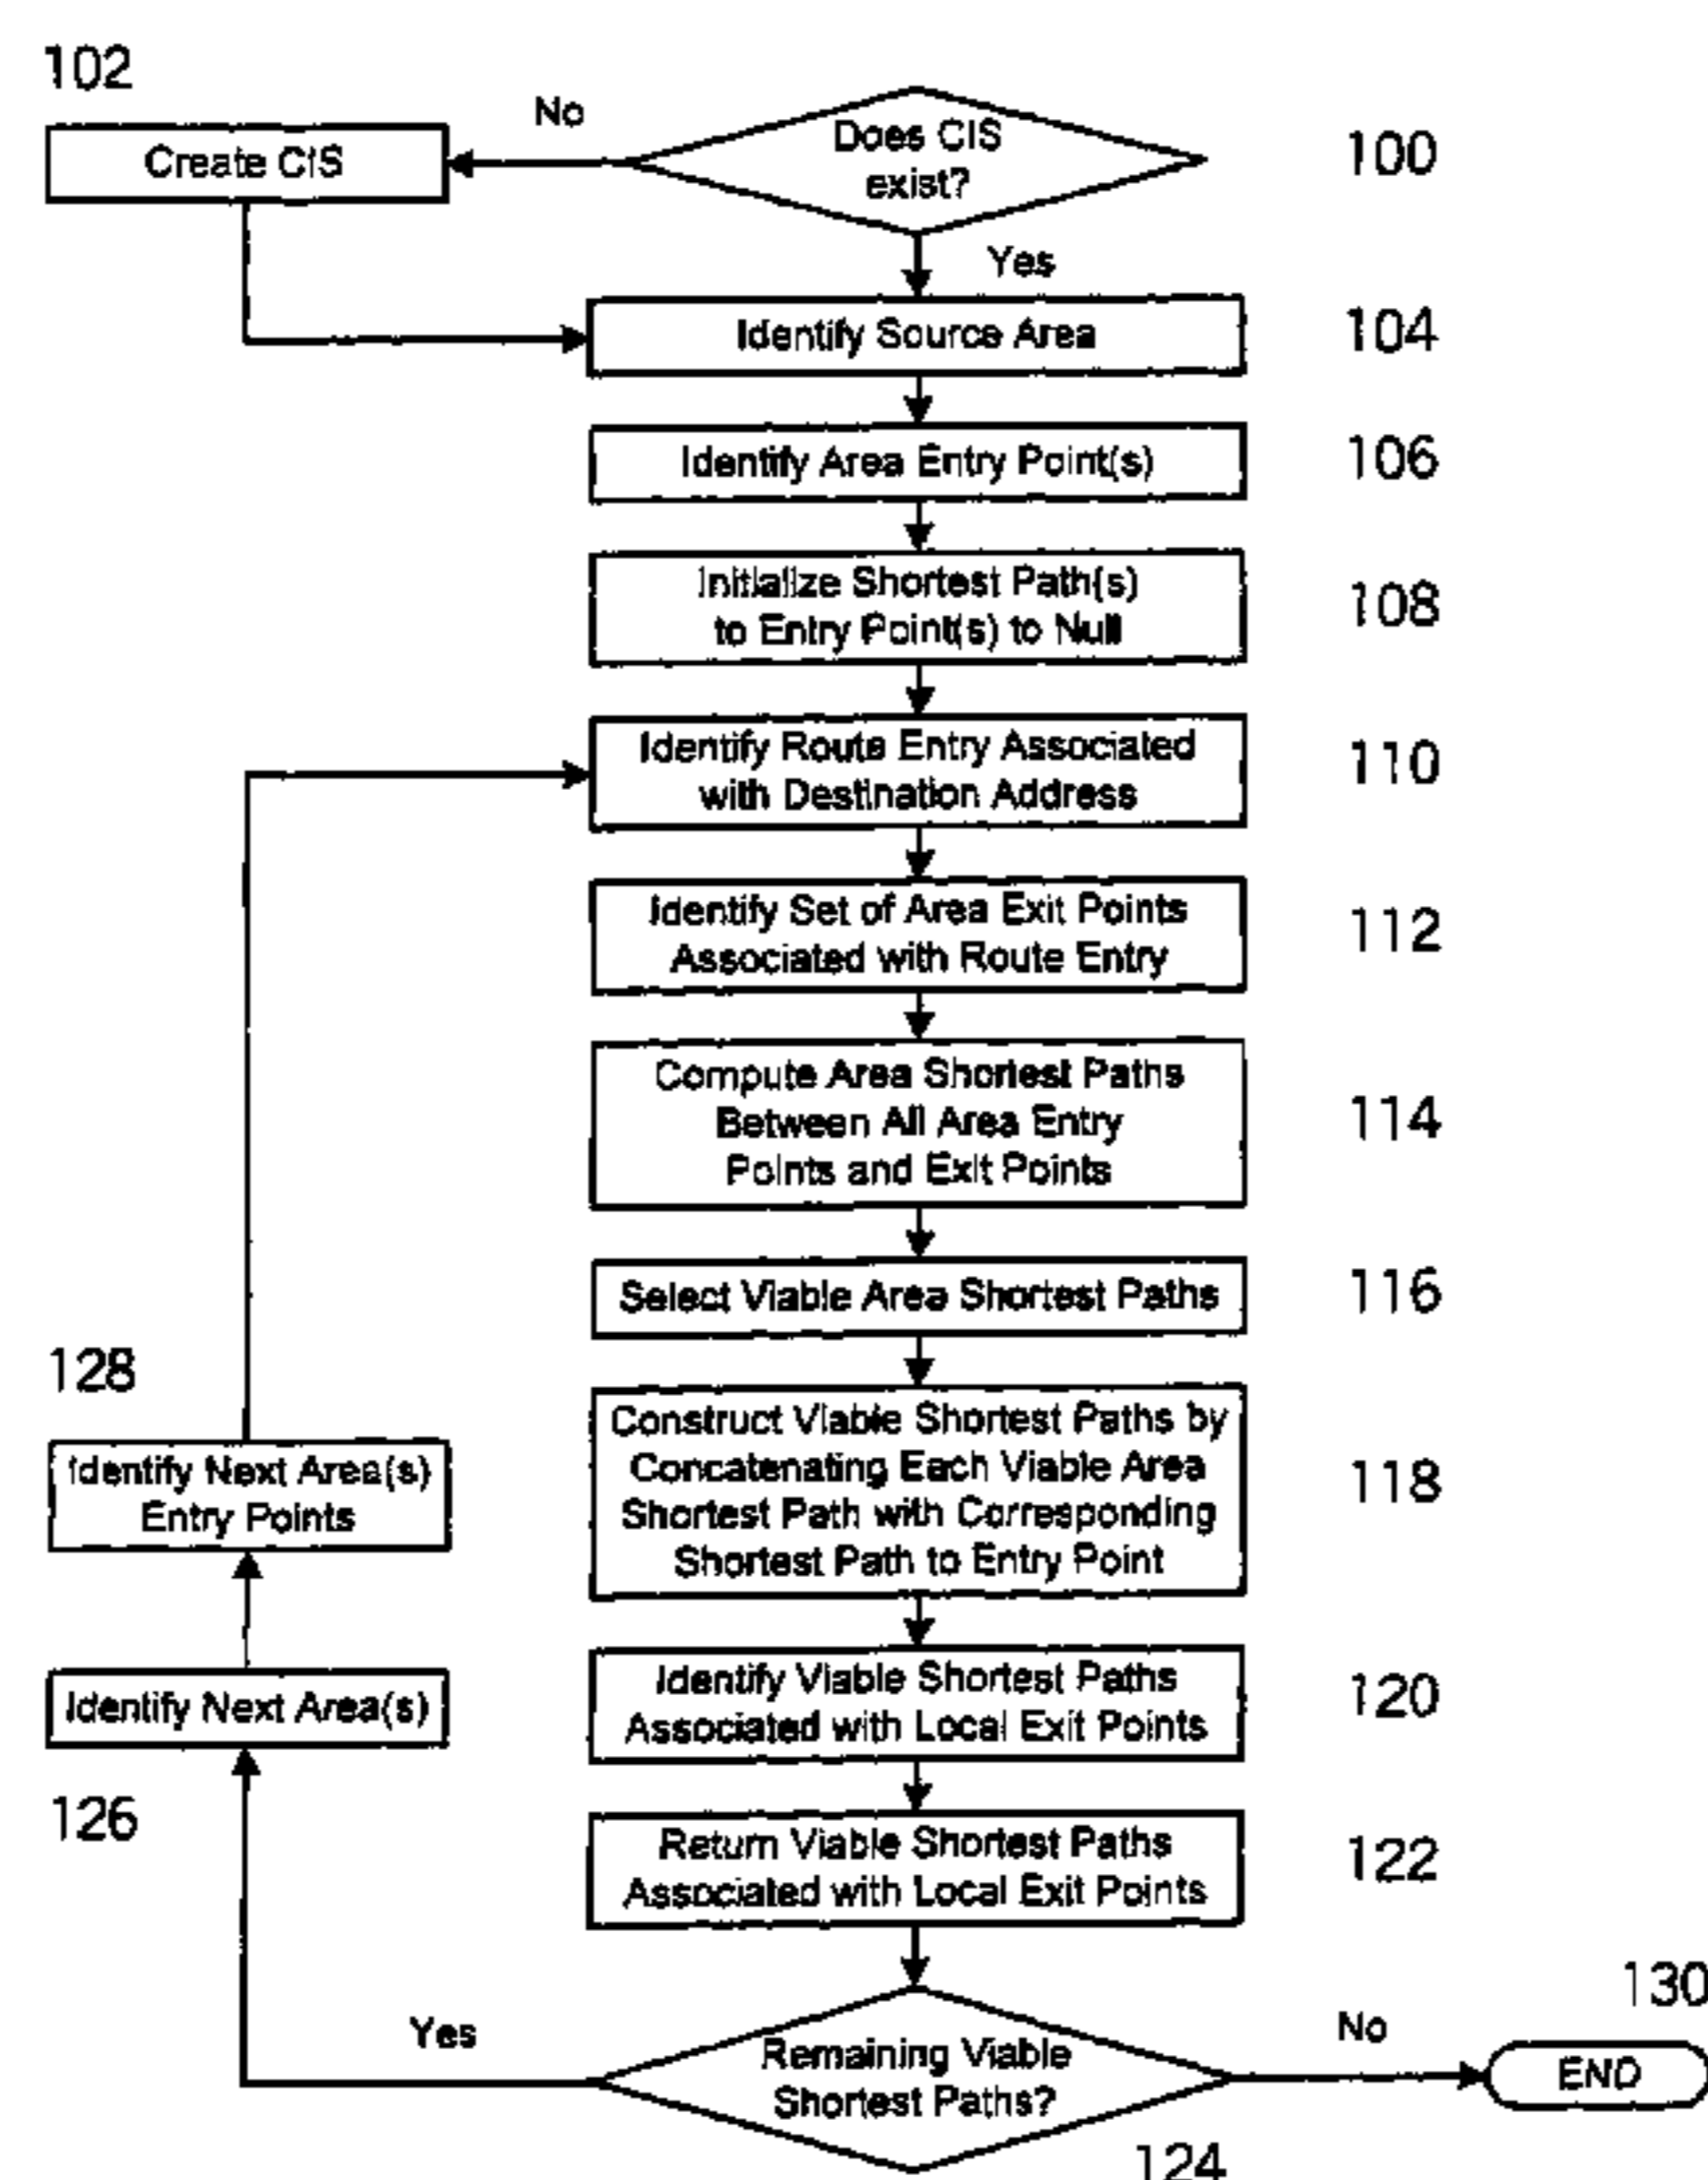 102
No
Does CIS
exist?
100
Create CIS
Yes
Identify Source Area
104
Identify Area Entry Point(s)
106
Initialize Shortest Path(s)
to Entry Point(s) to Null
108
Identify Route Entry Associated
with Destination Address
110
Identify Set of Area Exit Points
Associated with Route Entry
112
Compute Area Shortest Paths
Between All Area Entry
Points and Exit Points
114
Select Viable Area Shortest Paths
116
128
Identify Next Area(s)
Entry Points
Construct Viable Shortest Paths by
Concatenating Each Viable Area
Shortest Path with Corresponding
Shortest Path to Entry Point
118
Identify Next Area(s)
126
Identify Viable Shortest Paths
Associated with Local Exit Points
120
Return Viable Shortest Paths
Associated with Local Exit Points
122
Yes
Remaining Viable
Shortest Paths?
124
No
130
END